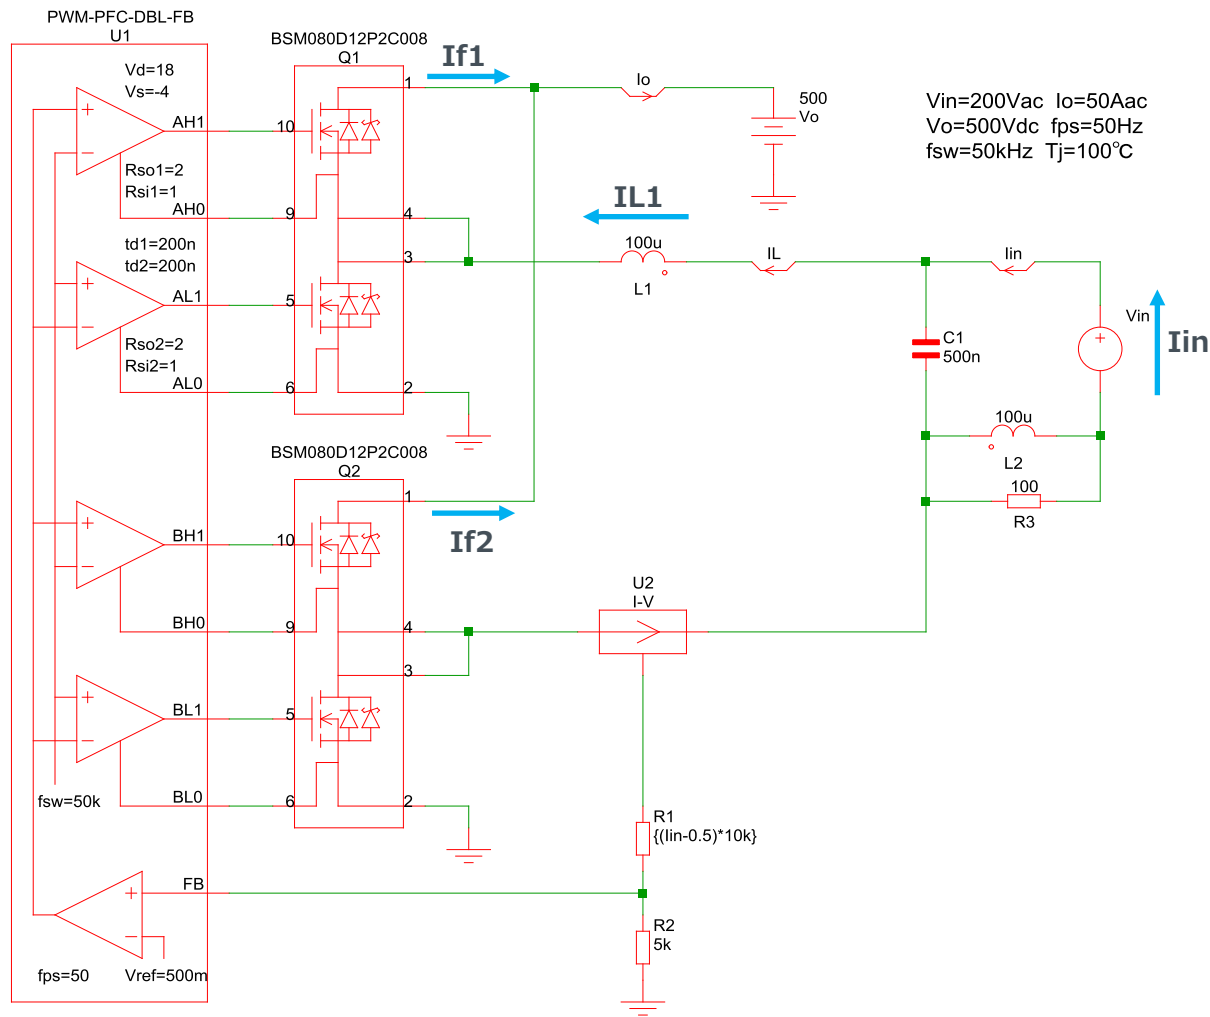 PWM-PFC-DBL-FB
U1
Vd=18
Vs=-4
AH1
Rso1=2
Rsi1=1
AH0
td1=200n
td2=200n
AL1
Rso2=2
Rsi2=1
AL0
BH1
BH0
BL1
fsw=50k
BL0
FB
fps=50
Vref=500m
BSM080D12P2C008
Q1
1
10
9
4
3
5
6
2
BSM080D12P2C008
Q2
1
10
9
4
3
5
6
2
If1
If2
Io
500
Vo
IL1
100u
L1
IL
Iin
Vin=200Vac Io=50Aac
Vo=500Vdc fps=50Hz
fsw=50kHz Tj=100℃
Vin
+
Iin
C1
500n
100u
L2
100
R3
U2
I-V
R1
{(Iin-0.5)*10k}
R2
5k